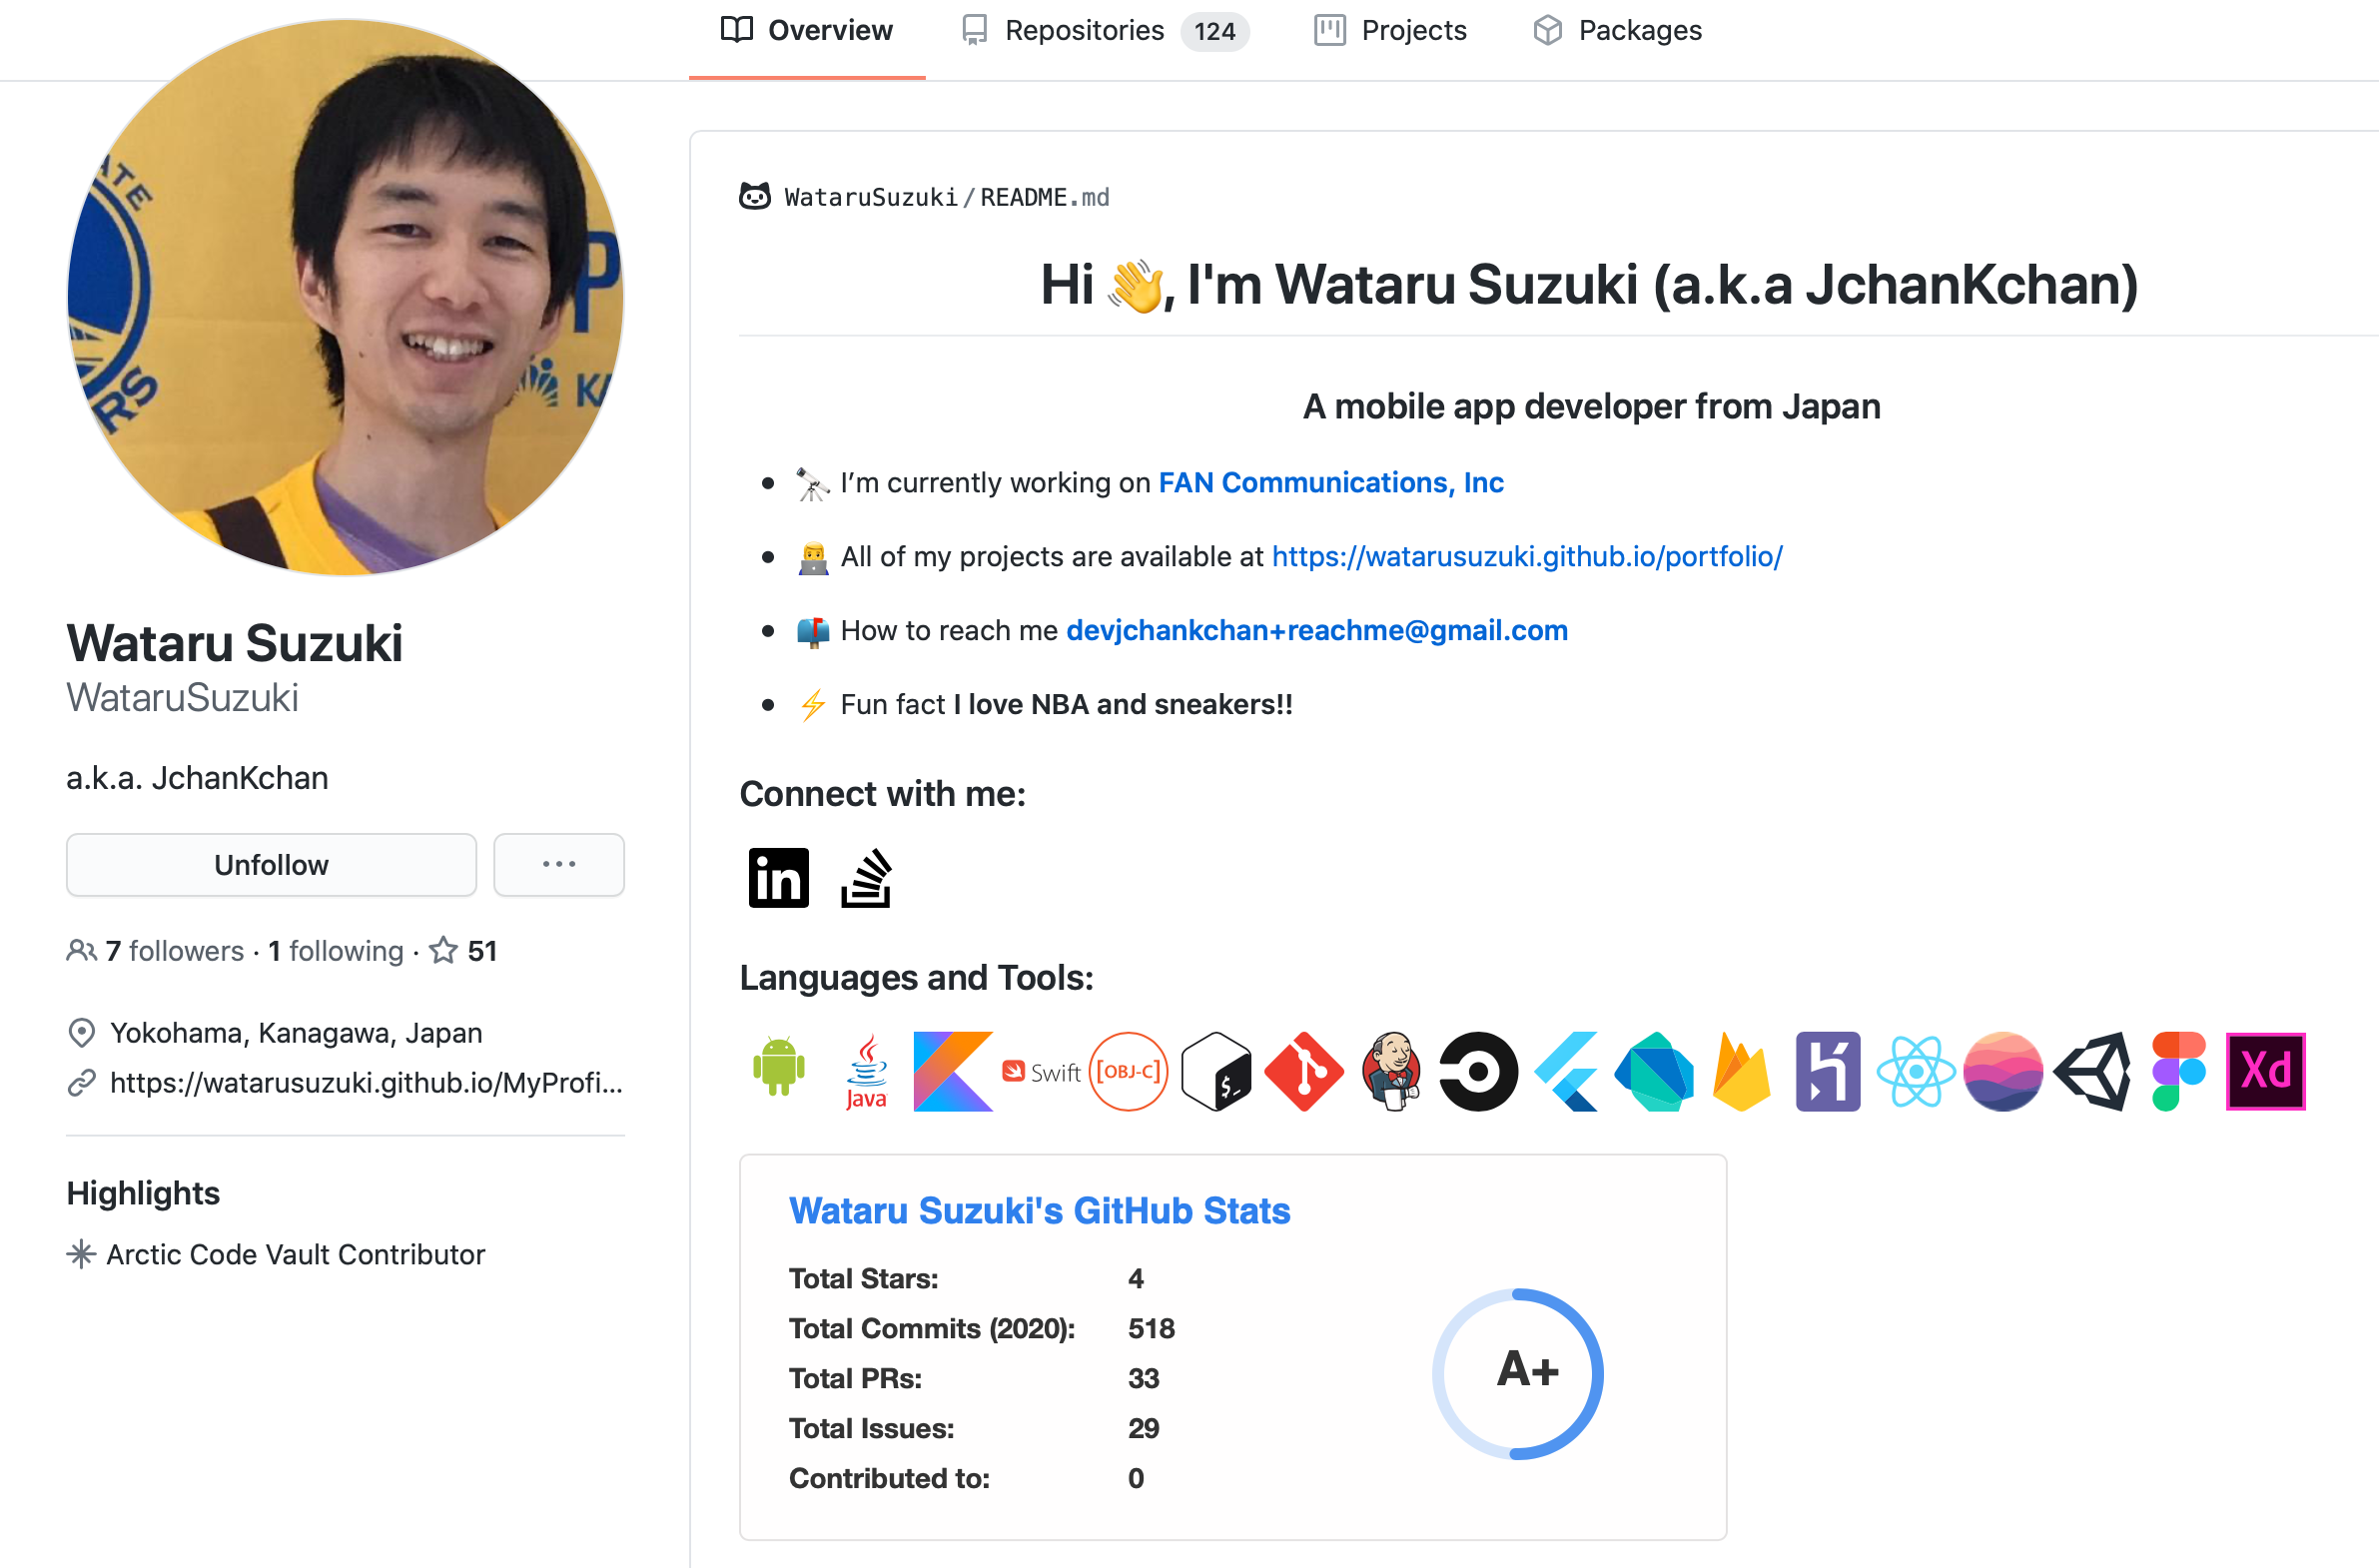 Overview Repositories 124 Projects Packages
ATE
RS
P
KA
Wataru Suzuki
WataruSuzuki
a.k.a. JchanKchan
Unfollow ...
7 followers · 1 following · 51
Yokohama, Kanagawa, Japan
https://watarusuzuki.github.io/MyProfi...
Highlights
Arctic Code Vault Contributor
WataruSuzuki/README.md
Hi 👋, I'm Wataru Suzuki (a.k.a JchanKchan)
A mobile app developer from Japan
• 🔭 I’m currently working on FAN Communications, Inc
• 👨‍💻 All of my projects are available at https://watarusuzuki.github.io/portfolio/
• 📫 How to reach me devjchankchan+reachme@gmail.com
• ⚡ Fun fact I love NBA and sneakers!!
Connect with me:
in
Languages and Tools:
Java Swift [OBJ-C] $_ Xd
Wataru Suzuki's GitHub Stats
Total Stars: 4
Total Commits (2020): 518
Total PRs: 33
Total Issues: 29
Contributed to: 0
A+